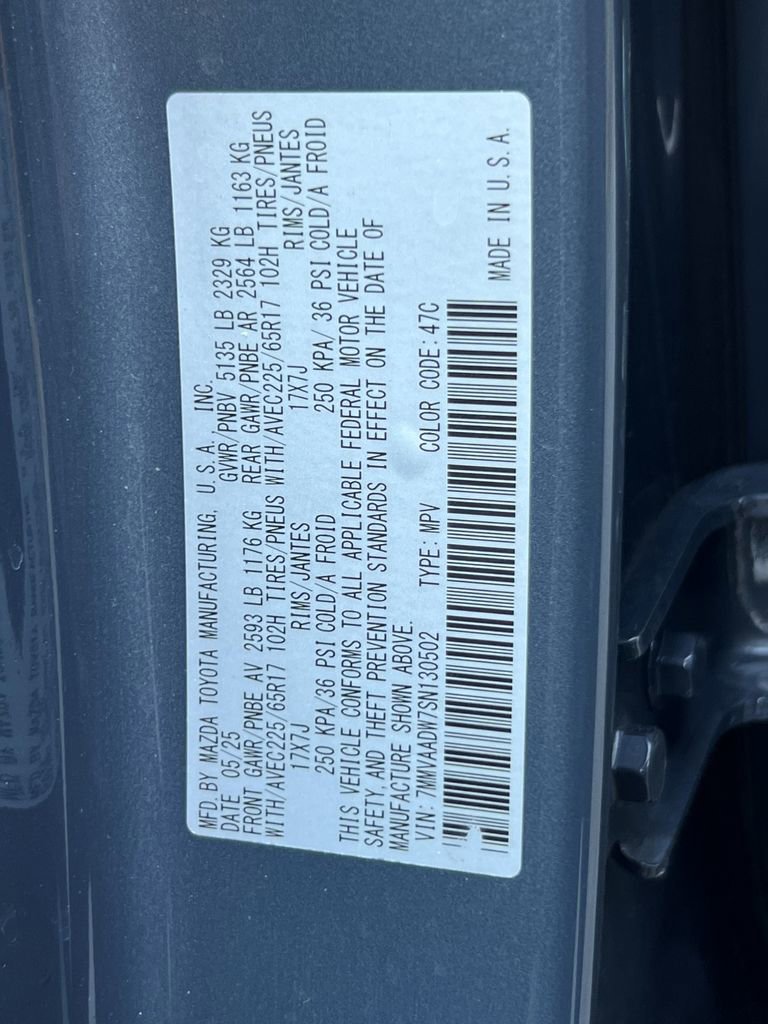 MFD. BY MAZDA TOYOTA MANUFACTURING, U.S.A., INC.
DATE 05/25 GVWR/PNBV 5135 LB 2329 KG
FRONT GAWR/PNBE AV 2593 LB 1176 KG REAR GAWR/PNBE AR 2564 LB 1163 KG
WITH/AVEC225/65R17 102H TIRES/PNEUS WITH/AVEC225/65R17 102H TIRES/PNEUS
17X7J RIMS/JANTES 17X7J RIMS/JANTES
250 KPA/36 PSI COLD/A FROID 250 KPA/ 36 PSI COLD/A FROID
THIS VEHICLE CONFORMS TO ALL APPLICABLE FEDERAL MOTOR VEHICLE
SAFETY,AND THEFT PREVENTION STANDARDS IN EFFECT ON THE DATE OF
MANUFACTURE SHOWN ABOVE.
VIN: 7MMVAADW7SN130502 TYPE: MPV COLOR CODE: 47C
MADE IN U.S.A.